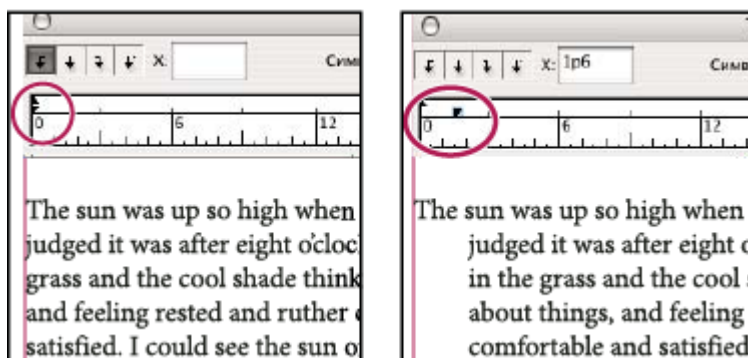 X:
Симв
0 6 12
The sun was up so high when
judged it was after eight o'cloc
grass and the cool shade think
and feeling rested and ruther
satisfied. I could see the sun o
X: 1p6
Симв
0 6 12
The sun was up so high when
judged it was after eight
in the grass and the cool
about things, and feeling
comfortable and satisfied